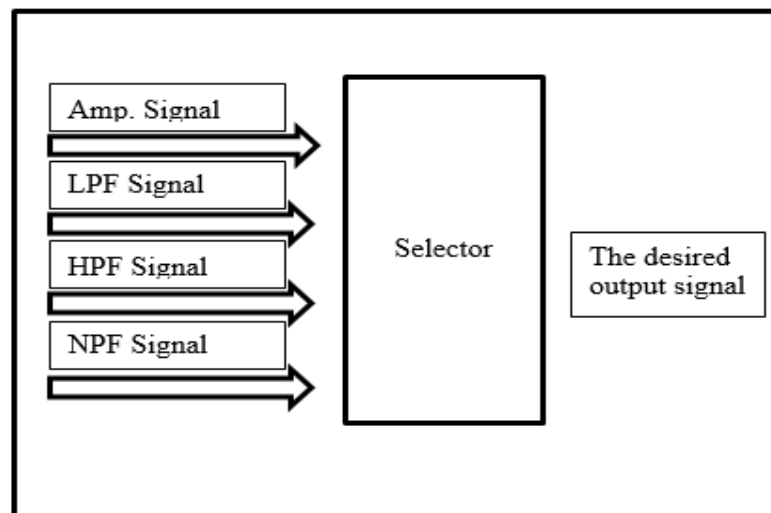 Amp. Signal
LPF Signal
HPF Signal
NPF Signal
Selector
The desired
output signal